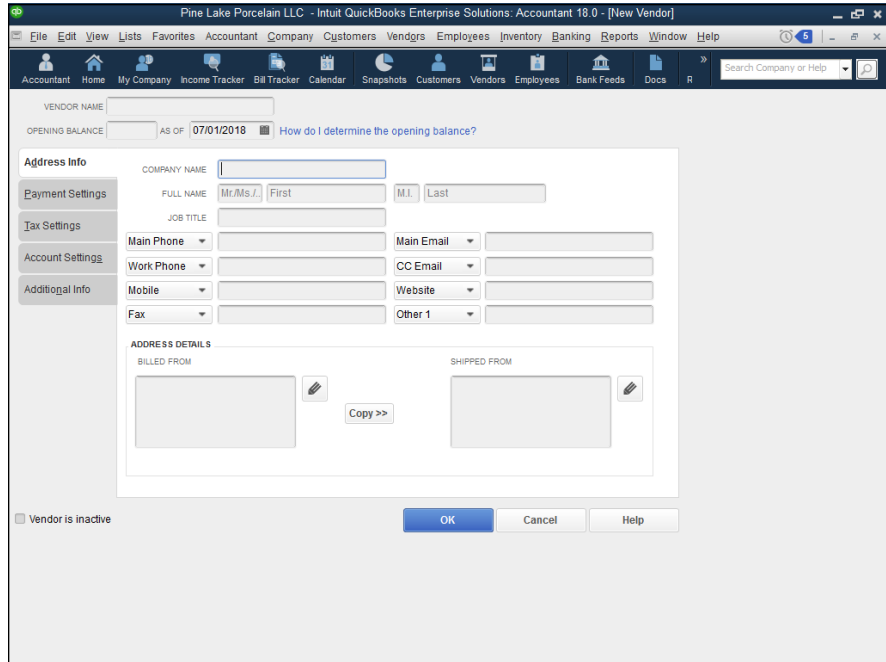 qb Pine Lake Porcelain LLC - Intuit QuickBooks Enterprise Solutions: Accountant 18.0 - [New Vendor]
File Edit View Lists Favorites Accountant Company Customers Vendors Employees Inventory Banking Reports Window Help 5
Accountant Home My Company Income Tracker Bill Tracker 31 Calendar Snapshots Customers Vendors Employees Bank Feeds Docs R » Search Company or Help
VENDOR NAME
OPENING BALANCE AS OF 07/01/2018 How do I determine the opening balance?
Address Info
Payment Settings
Tax Settings
Account Settings
Additional Info
COMPANY NAME
FULL NAME Mr./Ms./.. First M.I. Last
JOB TITLE
Main Phone Main Email
Work Phone CC Email
Mobile Website
Fax Other 1
ADDRESS DETAILS
BILLED FROM SHIPPED FROM
Copy >>
Vendor is inactive OK Cancel Help